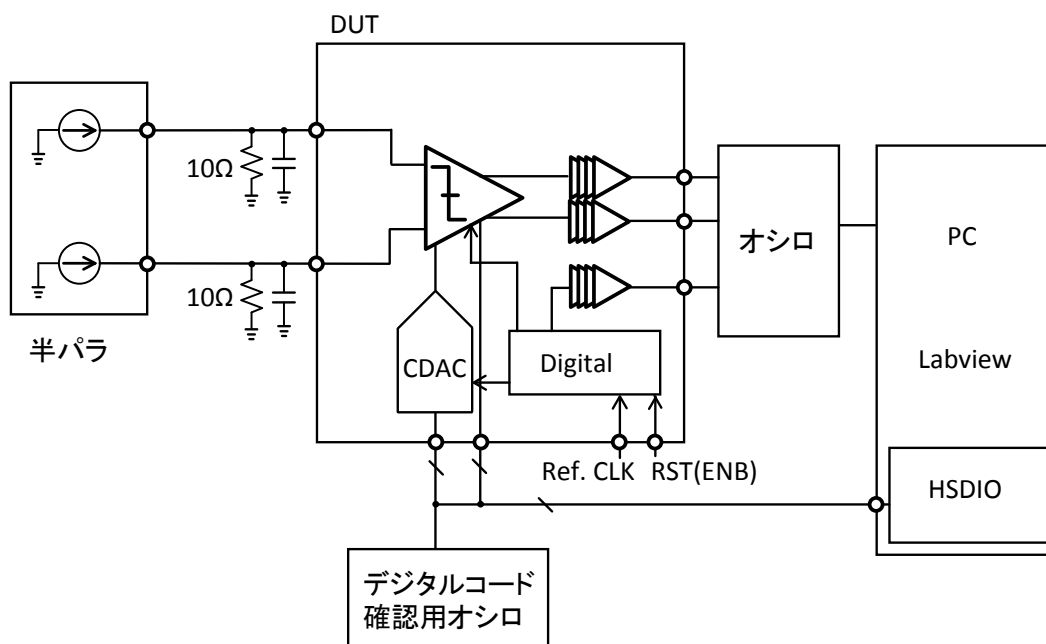 DUT
10Ω
10Ω
半パラ
CDAC
Digital
Ref. CLK
RST(ENB)
オシロ
PC
Labview
HSDIO
デジタルコード
確認用オシロ